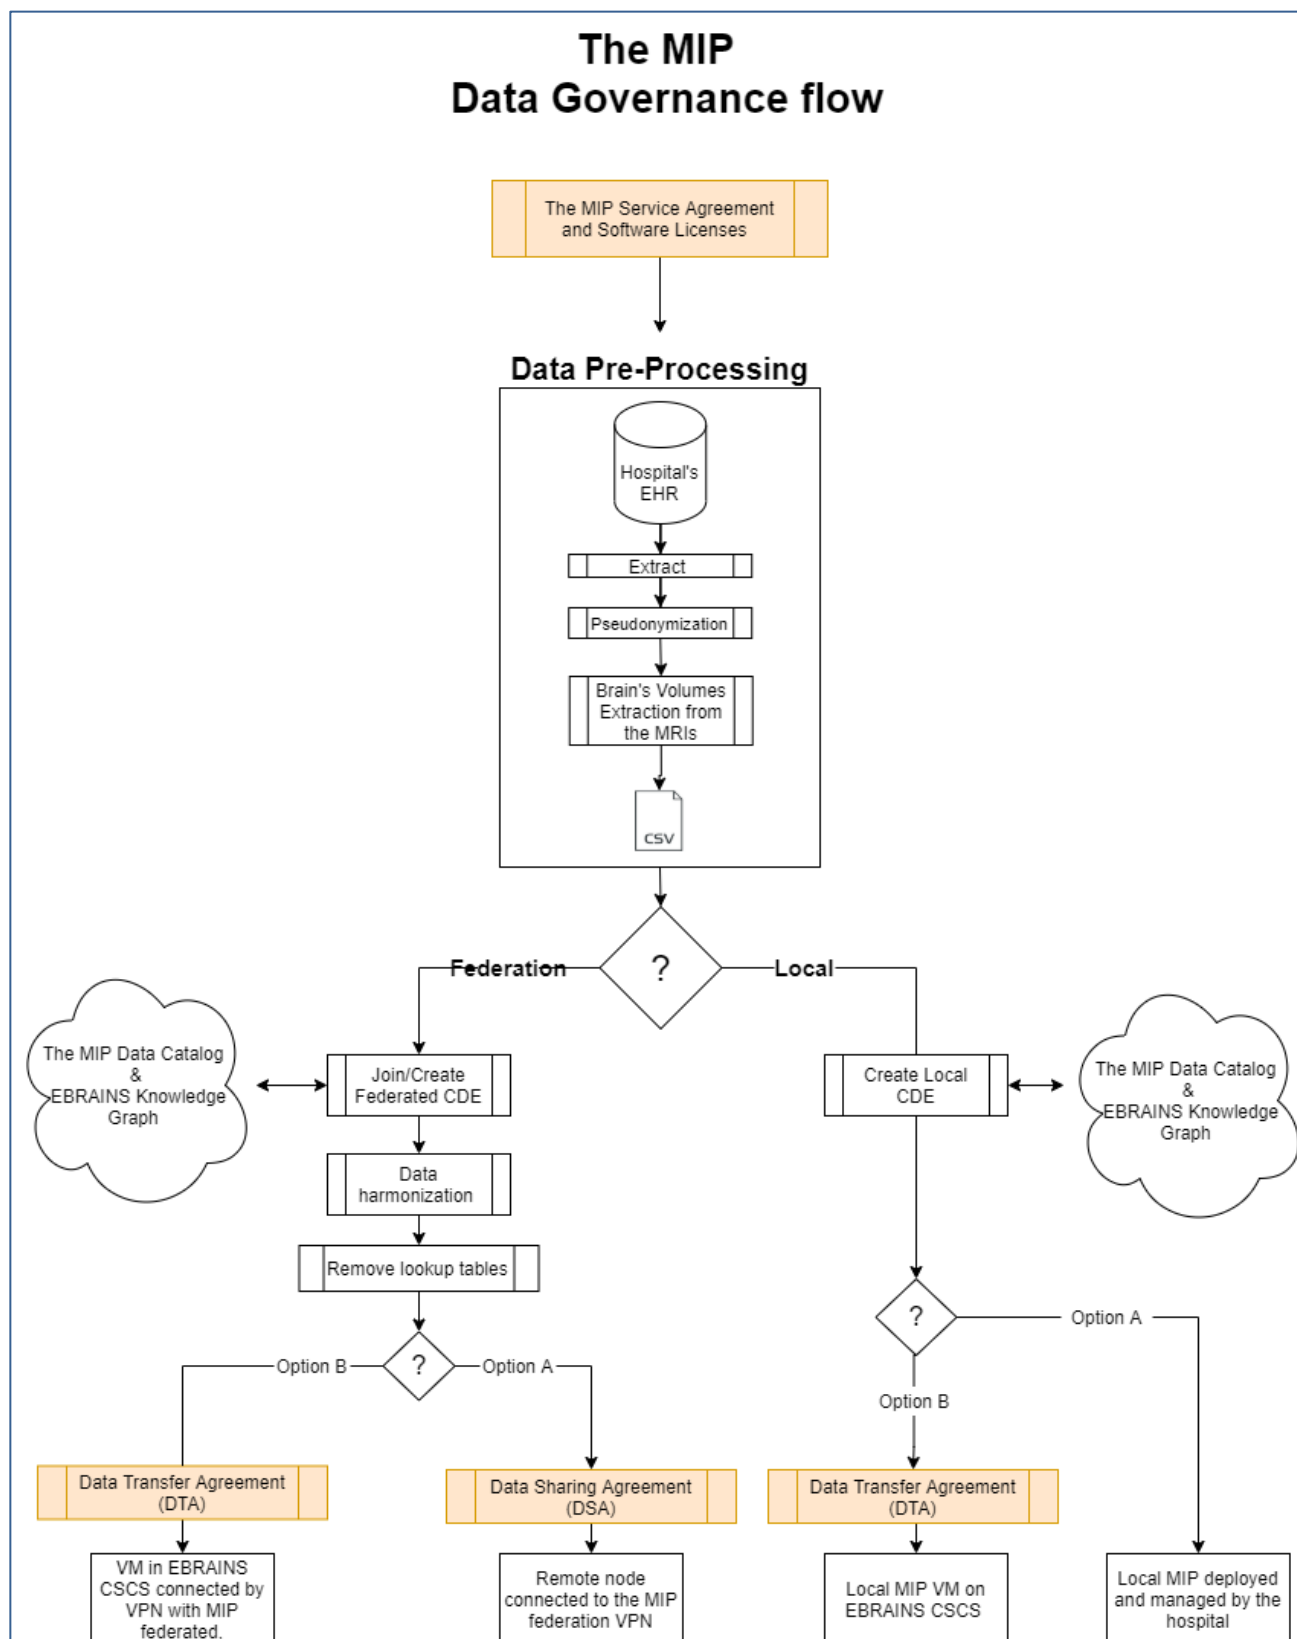 The MIP
Data Governance flow
The MIP Service Agreement
and Software Licenses
Data Pre-Processing
Hospital's
EHR
Extract
Pseudonymization
Brain's Volumes
Extraction from
the MRIs
CSV
?
Federation
Local
The MIP Data Catalog
&
EBRAINS Knowledge
Graph
Join/Create
Federated CDE
Create Local
CDE
The MIP Data Catalog
&
EBRAINS Knowledge
Graph
Data
harmonization
Remove lookup tables
?
Option B
Option A
?
Option A
Option B
Data Transfer Agreement
(DTA)
Data Sharing Agreement
(DSA)
Data Transfer Agreement
(DTA)
VM in EBRAINS
CSCS connected by
VPN with MIP
federated.
Remote node
connected to the MIP
federation VPN
Local MIP VM on
EBRAINS CSCS
Local MIP deployed
and managed by the
hospital